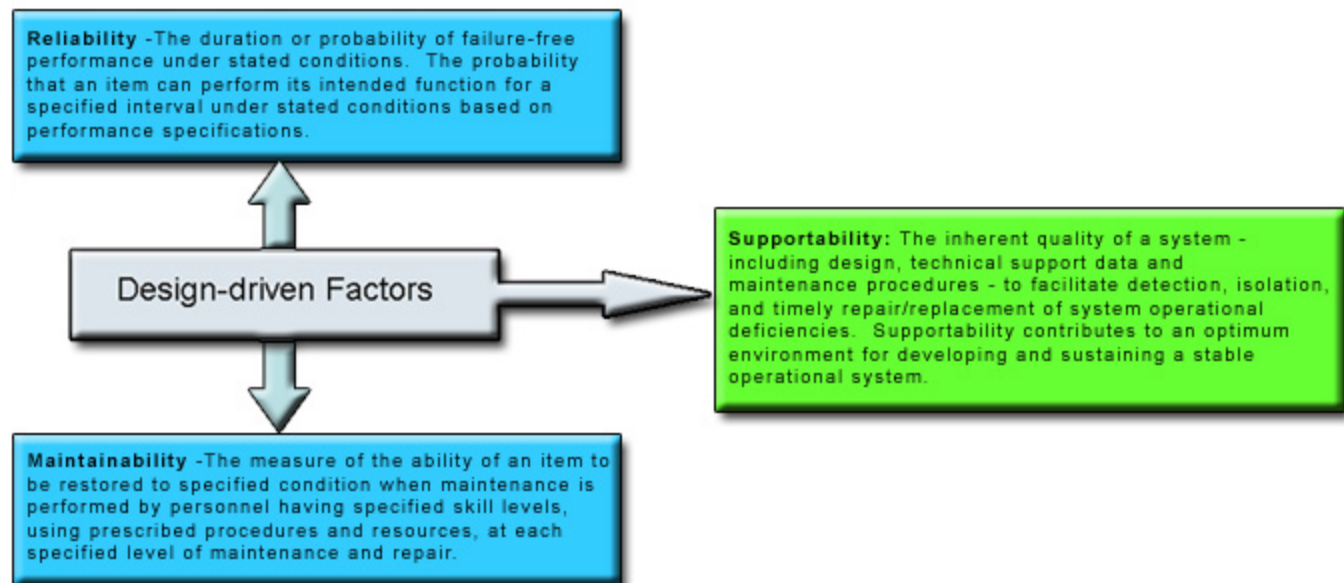 Reliability -The duration or probability of failure-free
performance under stated conditions.  The probability
that an item can perform its intended function for a
specified interval under stated conditions based on
performance specifications.
Design-driven Factors
Supportability: The inherent quality of a system -
including design, technical support data and
maintenance procedures - to facilitate detection, isolation,
and timely repair/replacement of system operational
deficiencies.  Supportability contributes to an optimum
environment for developing and sustaining a stable
operational system.
Maintainability -The measure of the ability of an item to
be restored to specified condition when maintenance is
performed by personnel having specified skill levels,
using prescribed procedures and resources, at each
specified level of maintenance and repair.